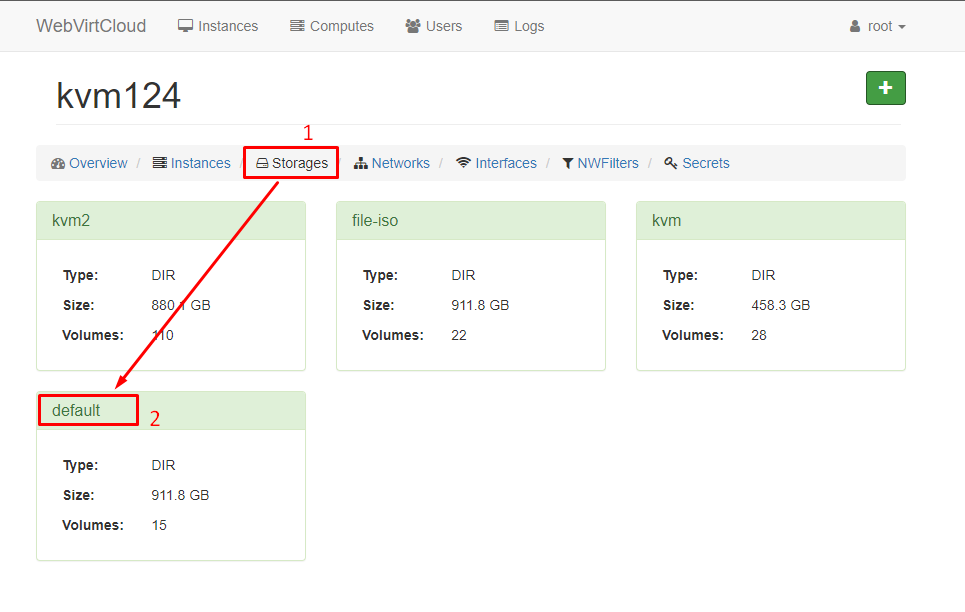 WebVirtCloud Instances Computes Users Logs root
kvm124
1
Overview / Instances / Storages / Networks / Interfaces / NWFilters / Secrets
kvm2
Type: DIR
Size: 880.1 GB
Volumes: 110
file-iso
Type: DIR
Size: 911.8 GB
Volumes: 22
kvm
Type: DIR
Size: 458.3 GB
Volumes: 28
default 2
Type: DIR
Size: 911.8 GB
Volumes: 15